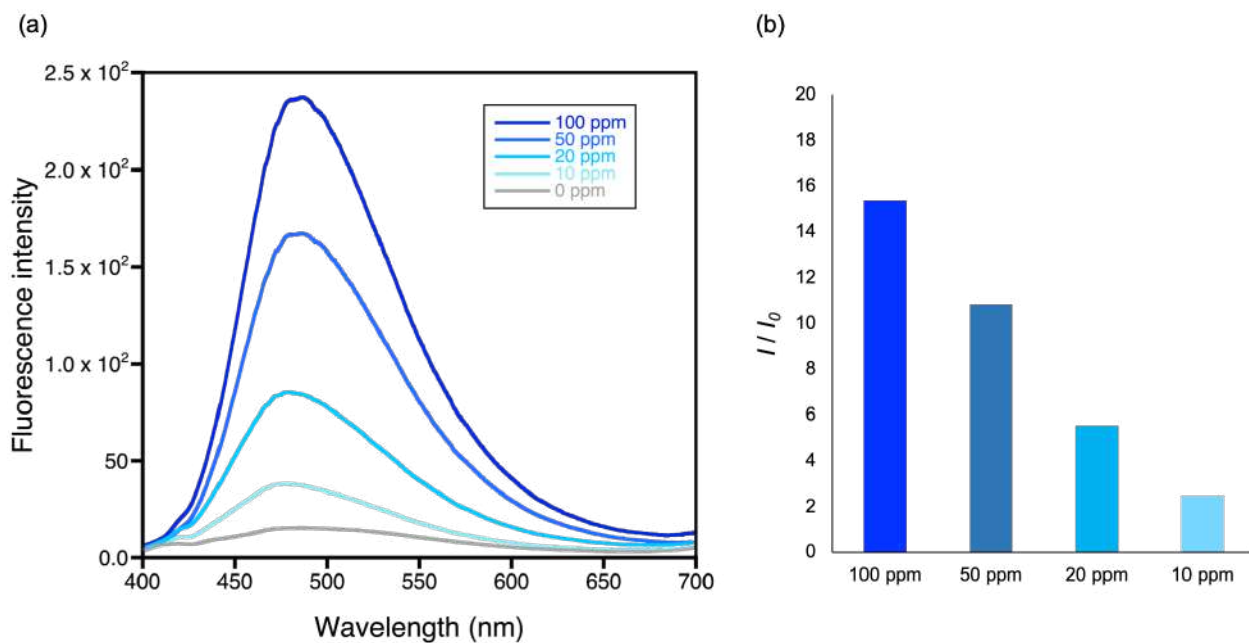 (a)
Fluorescence intensity
2.5 x 10²
2.0 x 10²
1.5 x 10²
1.0 x 10²
50
0.0
100 ppm
50 ppm
20 ppm
10 ppm
0 ppm
400 450 500 550 600 650 700
Wavelength (nm)
(b)
I / I₀
20
18
16
14
12
10
8
6
4
2
0
100 ppm 50 ppm 20 ppm 10 ppm